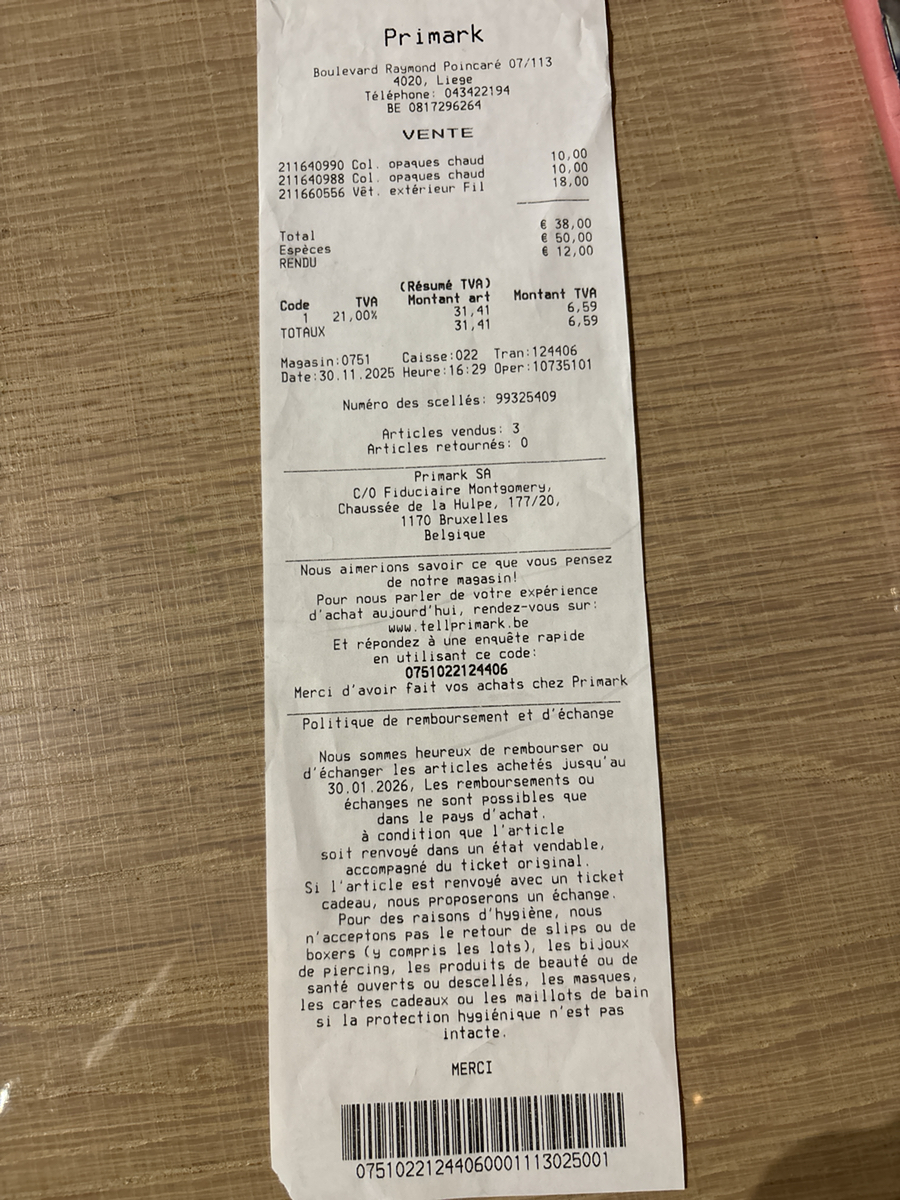 Primark
Boulevard Raymond Poincaré 07/113
4020, Liege
Téléphone: 043422194
BE 0817296264
VENTE
211640990 Col. opaques chaud 10,00
211640988 Col. opaques chaud 10,00
211660556 Vêt. extérieur Fil 18,00
Total € 38,00
Espèces € 50,00
RENDU € 12,00
(Résumé TVA)
Code TVA Montant art Montant TVA
1 21,00% 31,41 6,59
TOTAUX 31,41 6,59
Magasin:0751 Caisse:022 Tran:124406
Date:30.11.2025 Heure:16:29 Oper:10735101
Numéro des scellés: 99325409
Articles vendus: 3
Articles retournés: 0
Primark SA
C/O Fiduciaire Montgomery,
Chaussée de la Hulpe, 177/20,
1170 Bruxelles
Belgique
Nous aimerions savoir ce que vous pensez
de notre magasin!
Pour nous parler de votre expérience
d'achat aujourd'hui, rendez-vous sur:
www.tellprimark.be
Et répondez à une enquête rapide
en utilisant ce code:
0751022124406
Merci d'avoir fait vos achats chez Primark
Politique de remboursement et d'échange
Nous sommes heureux de rembourser ou
d'échanger les articles achetés jusqu'au
30.01.2026, Les remboursements ou
échanges ne sont possibles que
dans le pays d'achat.
à condition que l'article
soit renvoyé dans un état vendable,
accompagné du ticket original.
Si l'article est renvoyé avec un ticket
cadeau, nous proposerons un échange.
Pour des raisons d'hygiène, nous
n'acceptons pas le retour de slips ou de
boxers (y compris les lots), les bijoux
de piercing, les produits de beauté ou de
santé ouverts ou descellés, les masques,
les cartes cadeaux ou les maillots de bain
si la protection hygiénique n'est pas
intacte.
MERCI
07510221244060001113025001